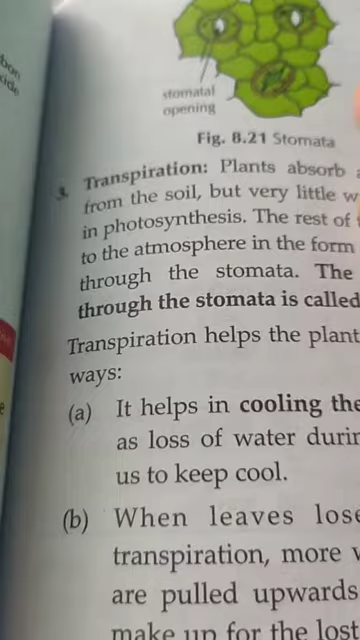 bon
stomatal
opening
Fig. 8.21 Stomata
3. Transpiration: Plants absorb
from the soil, but very little w
in photosynthesis. The rest of
to the atmosphere in the form
through the stomata. The
through the stomata is called
Transpiration helps the plant
ways:
(a) It helps in cooling the
as loss of water durin
us to keep cool.
(b) When leaves lose
transpiration, more
are pulled upwards
make up for the lost